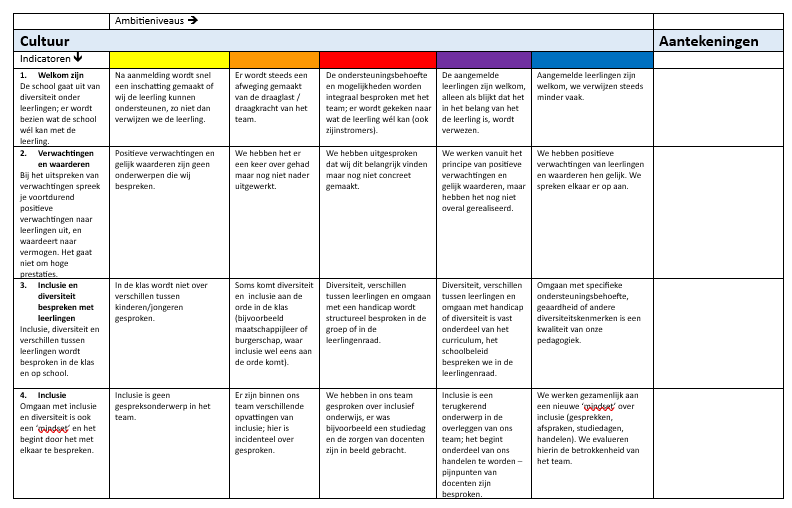 Ambitieniveaus →
Cultuur
Aantekeningen
Indicatoren ↓
1. Welkom zijn
De school gaat uit van
diversiteit onder
leerlingen; er wordt
bezien wat de school
wél kan met de
leerling.
Na aanmelding wordt snel
een inschatting gemaakt of
wij de leerling kunnen
ondersteunen, zo niet dan
verwijzen we de leerling.
Er wordt steeds een
afweging gemaakt
van de draaglast /
draagkracht van het
team.
De ondersteuningsbehoefte
en mogelijkheden worden
integraal besproken met het
team; er wordt gekeken naar
wat de leerling wél kan (ook
zijinstromers).
De aangemelde
leerlingen zijn welkom,
alleen als blijkt dat het
in het belang van het
de leerling is, wordt
verwezen.
Aangemelde leerlingen zijn
welkom, we verwijzen steeds
minder vaak.
2. Verwachtingen
en waarderen
Bij het uitspreken van
verwachtingen spreek
je voortdurend
positieve
verwachtingen naar
leerlingen uit, en
waardeert naar
vermogen. Het gaat
niet om hoge
prestaties.
Positieve verwachtingen en
gelijk waarderen zijn geen
onderwerpen die wij
bespreken.
We hebben het er
een keer over gehad
maar nog niet nader
uitgewerkt.
We hebben uitgesproken
dat wij dit belangrijk vinden
maar nog niet concreet
gemaakt.
We werken vanuit het
principe van positieve
verwachtingen en
gelijk waarderen, maar
hebben het nog niet
overal gerealiseerd.
We hebben positieve
verwachtingen van leerlingen
en waarderen hen gelijk. We
spreken elkaar er op aan.
3. Inclusie en
diversiteit
bespreken met
leerlingen
Inclusie, diversiteit en
verschillen tussen
leerlingen wordt
besproken in de klas
en op school.
In de klas wordt niet over
verschillen tussen
kinderen/jongeren
gesproken.
Soms komt diversiteit
en inclusie aan de
orde in de klas
(bijvoorbeeld
maatschappijleer of
burgerschap, waar
inclusie wel eens aan
de orde komt).
Diversiteit, verschillen
tussen leerlingen en omgaan
met een handicap wordt
structureel besproken in de
groep of in de
leerlingenraad.
Diversiteit, verschillen
tussen leerlingen en
omgaan met handicap
of diversiteit is vast
onderdeel van het
curriculum, het
schoolbeleid
bespreken we in de
leerlingenraad.
Omgaan met specifieke
ondersteuningsbehoefte,
geaardheid of andere
diversiteitskenmerken is een
kwaliteit van onze
pedagogiek.
4. Inclusie
Omgaan met inclusie
en diversiteit is ook
een ‘mindset’ en het
begint door het met
elkaar te bespreken.
Inclusie is geen
gespreksonderwerp in het
team.
Er zijn binnen ons
team verschillende
opvattingen van
inclusie; hier is
incidenteel over
gesproken.
We hebben in ons team
gesproken over inclusief
onderwijs, er was
bijvoorbeeld een studiedag
en de zorgen van docenten
zijn in beeld gebracht.
Inclusie is een
terugkerend
onderwerp in de
overleggen van ons
team; het begint
onderdeel van ons
handelen te worden –
pijnpunten van
docenten zijn
besproken.
We werken gezamenlijk aan
een nieuwe ‘mindset’ over
inclusie (gesprekken,
afspraken, studiedagen,
handelen). We evalueren
hierin de betrokkenheid van
het team.